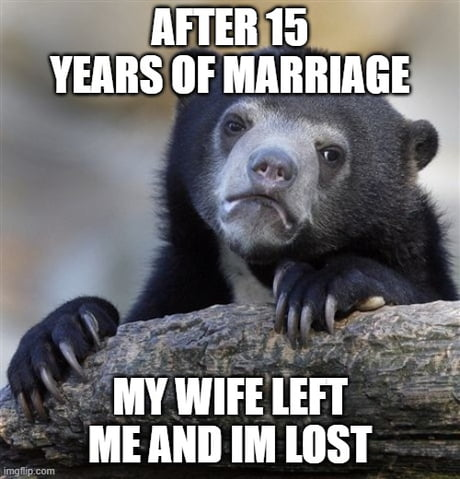 AFTER 15
YEARS OF MARRIAGE
MY WIFE LEFT
ME AND IM LOST
imgflip.com